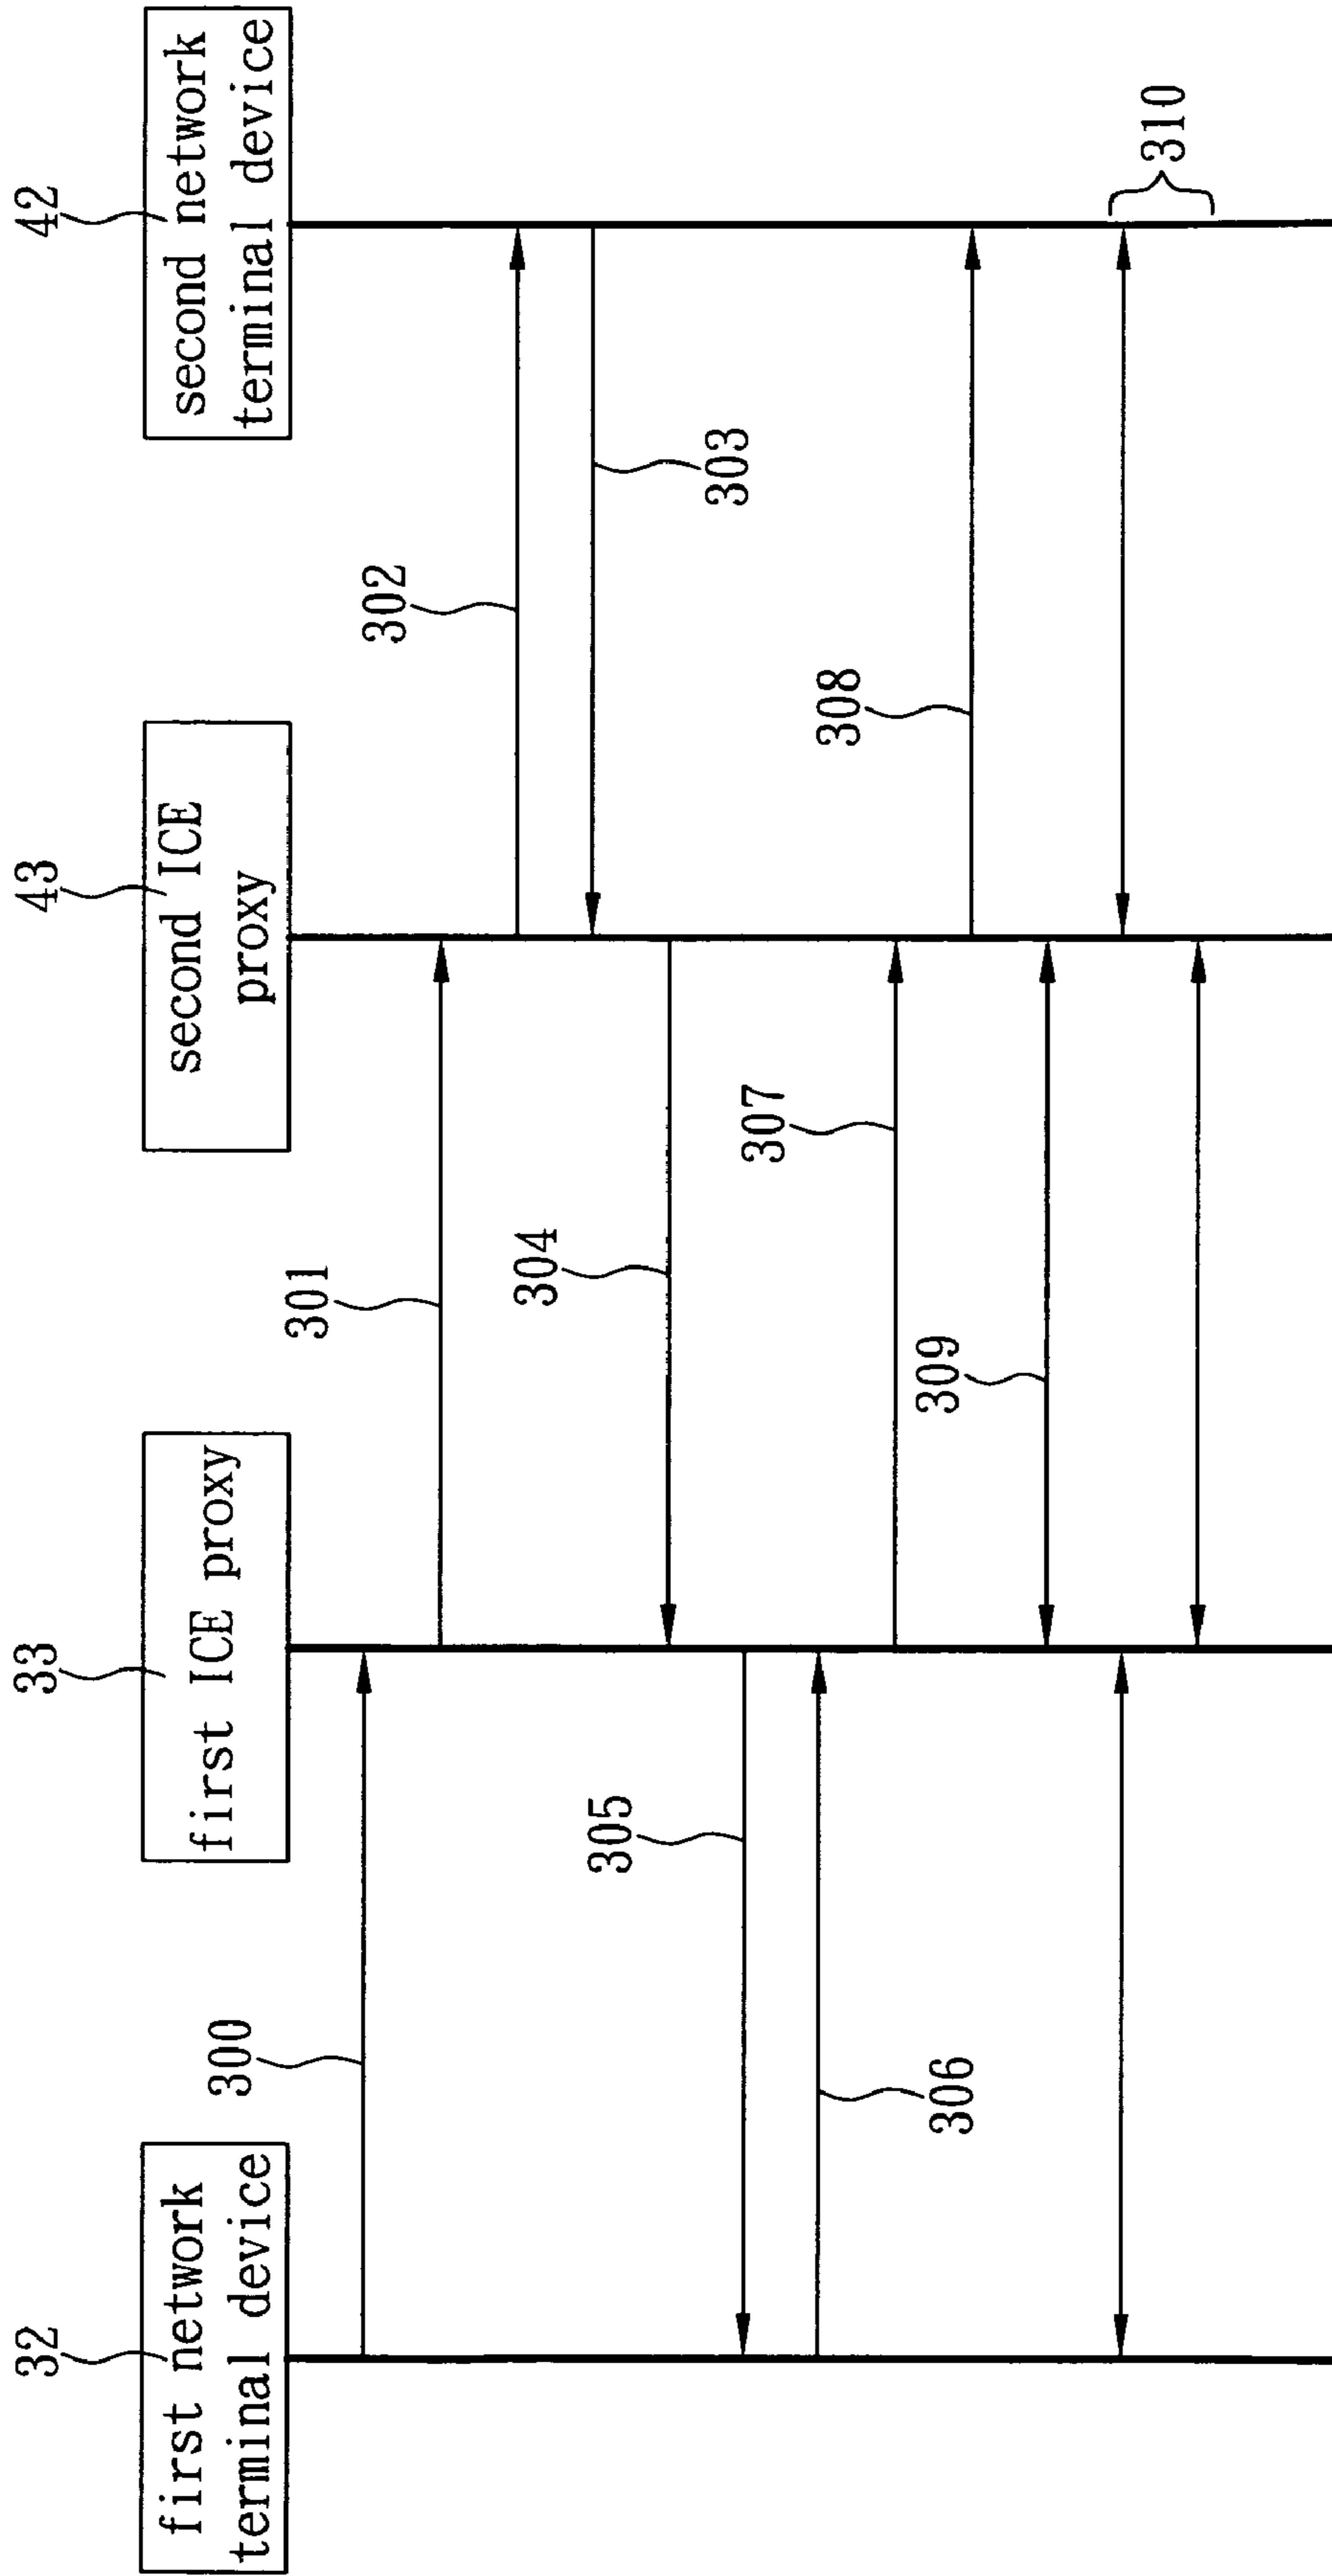 32
first network
terminal device
33
first ICE proxy
43
second ICE
proxy
42
second network
terminal device
300
301
302
303
304
305
306
307
308
309
310